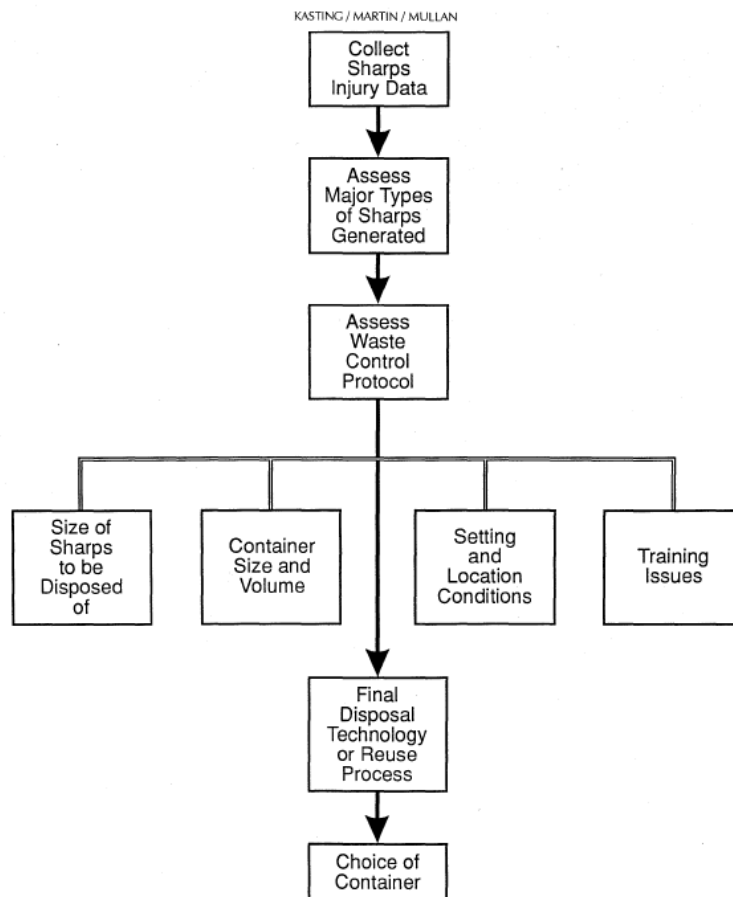 KASTING / MARTIN / MULLAN
Collect
Sharps
Injury Data
Assess
Major Types
of Sharps
Generated
Assess
Waste
Control
Protocol
Size of
Sharps
to be
Disposed
of
Container
Size and
Volume
Setting
and
Location
Conditions
Training
Issues
Final
Disposal
Technology
or Reuse
Process
Choice of
Container